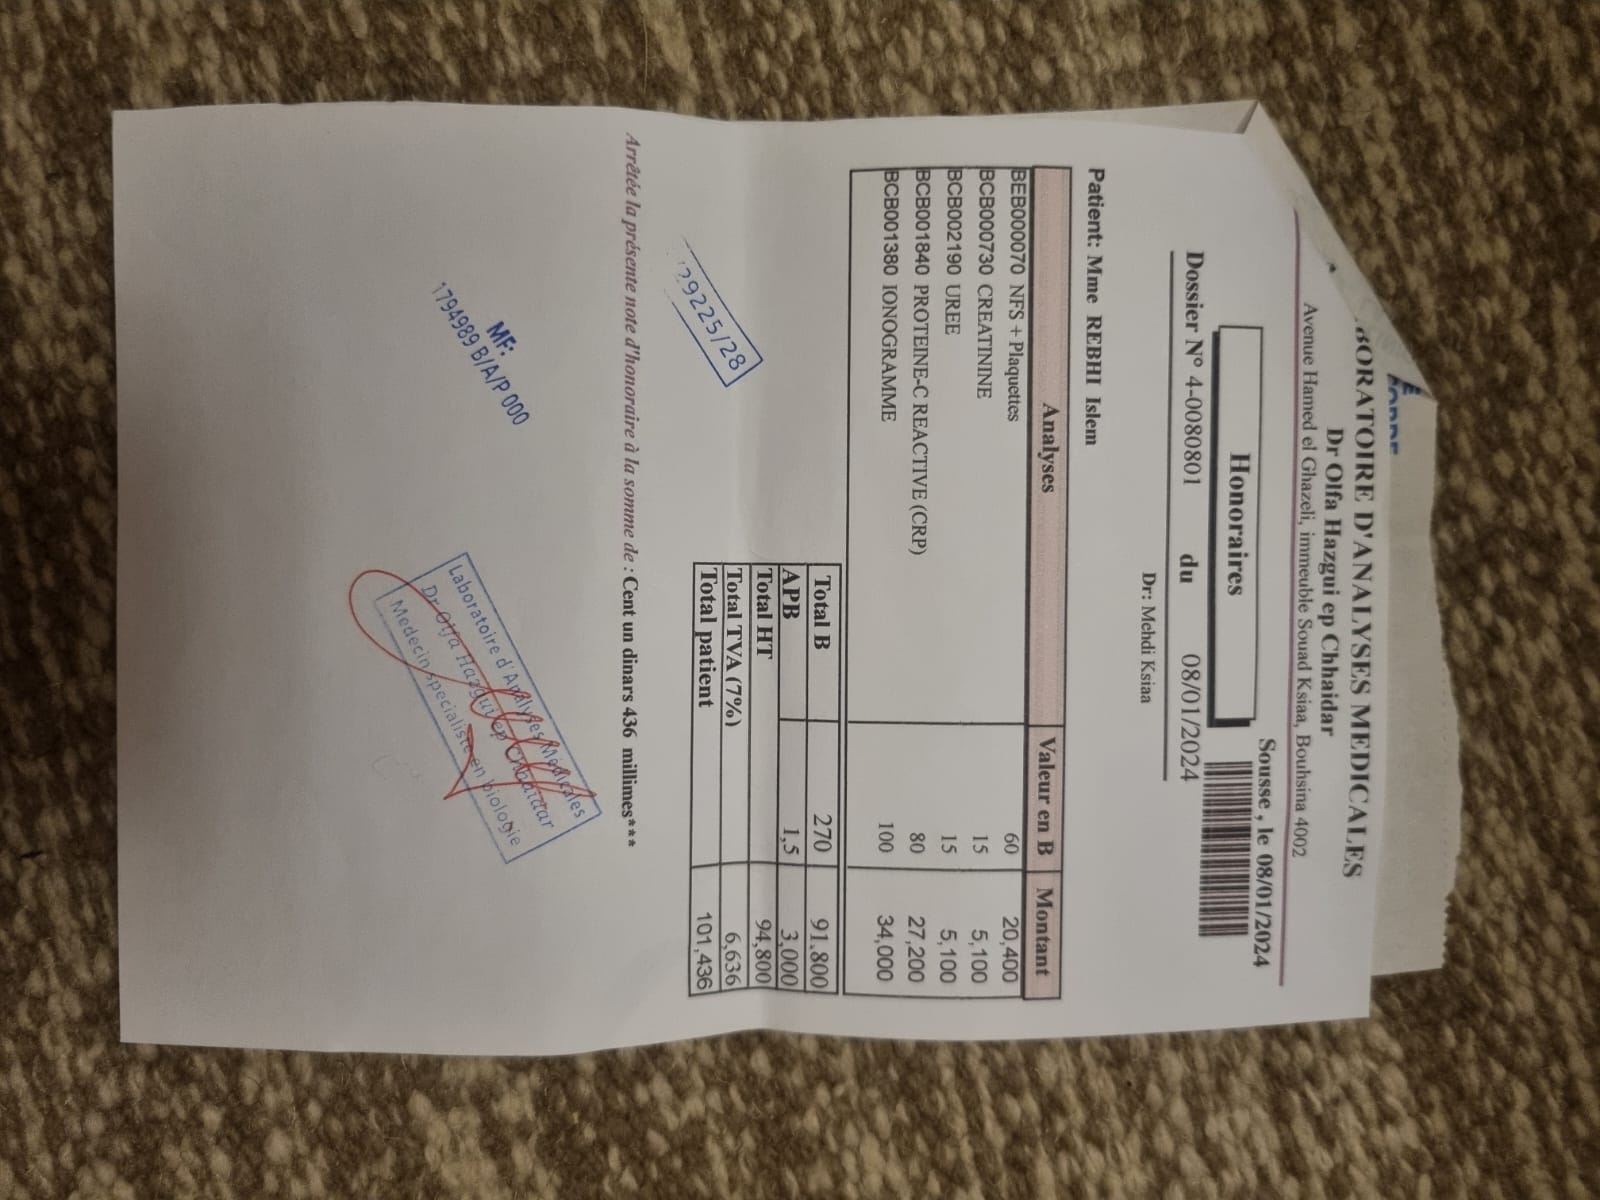 BORATOIRE D'ANALYSES MEDICALES
Dr Olfa Hazgui ep Chhaidar
Avenue Hamed el Ghazeli, immeuble Souad Ksiaa, Bouhsina 4002
Sousse , le 08/01/2024
Honoraires
Dossier N° 4-0080801 du 08/01/2024
Dr: Mehdi Ksiaa
Patient: Mme REBHI Islem
Analyses Valeur en B Montant
BEB000070 NFS + Plaquettes 60 20,400
BCB000730 CREATININE 15 5,100
BCB002190 UREE 15 5,100
BCB001840 PROTEINE-C REACTIVE (CRP) 80 27,200
BCB001380 IONOGRAMME 100 34,000
Total B 270 91.800
APB 1,5 3,000
Total HT 94,800
Total TVA (7%) 6,636
Total patient 101,436
29225/28
Arrêtée la présente note d'honoraire à la somme de : Cent un dinars 436 millimes***
MF:
1794989 B/A/P 000
Laboratoire d'Analyses Médicales
Dr Olfa Hazgui ep Chhaidar
Medecin specialiste en biologie